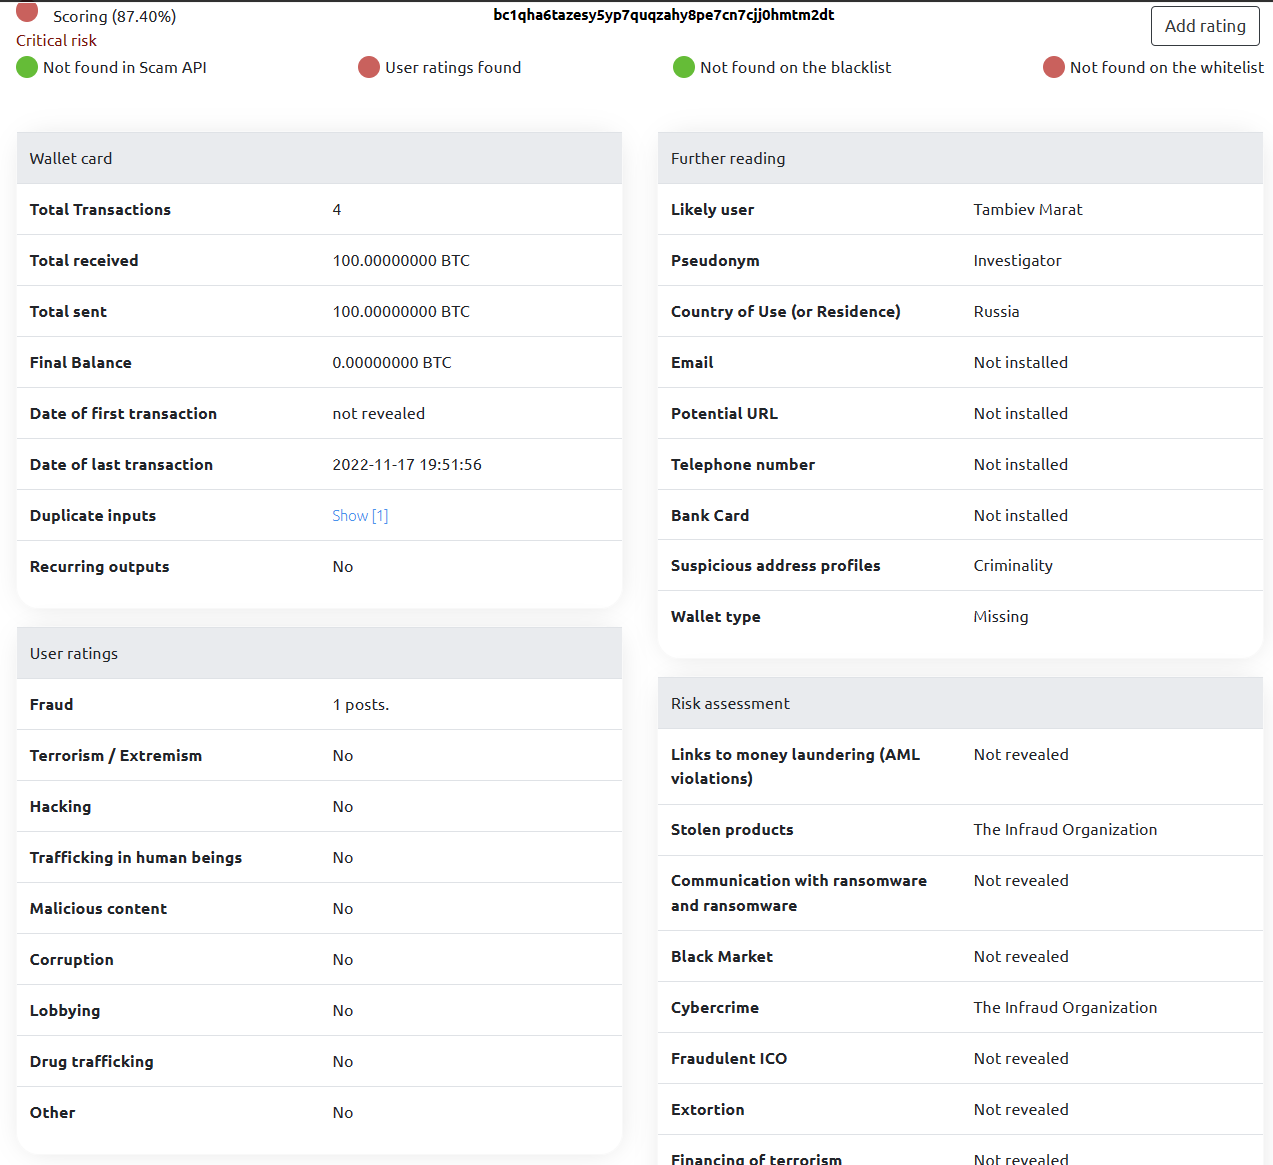 Scoring (87.40%)
bc1qha6tazesy5yp7quqzahy8pe7cn7cjj0hmtm2dt
Add rating
Critical risk
Not found in Scam API
User ratings found
Not found on the blacklist
Not found on the whitelist
Wallet card
Total Transactions 4
Total received 100.00000000 BTC
Total sent 100.00000000 BTC
Final Balance 0.00000000 BTC
Date of first transaction not revealed
Date of last transaction 2022-11-17 19:51:56
Duplicate inputs Show [1]
Recurring outputs No
User ratings
Fraud 1 posts.
Terrorism / Extremism No
Hacking No
Trafficking in human beings No
Malicious content No
Corruption No
Lobbying No
Drug trafficking No
Other No
Further reading
Likely user Tambiev Marat
Pseudonym Investigator
Country of Use (or Residence) Russia
Email Not installed
Potential URL Not installed
Telephone number Not installed
Bank Card Not installed
Suspicious address profiles Criminality
Wallet type Missing
Risk assessment
Links to money laundering (AML Not revealed
violations)
Stolen products The Infraud Organization
Communication with ransomware Not revealed
and ransomware
Black Market Not revealed
Cybercrime The Infraud Organization
Fraudulent ICO Not revealed
Extortion Not revealed
Financing of terrorism Not revealed